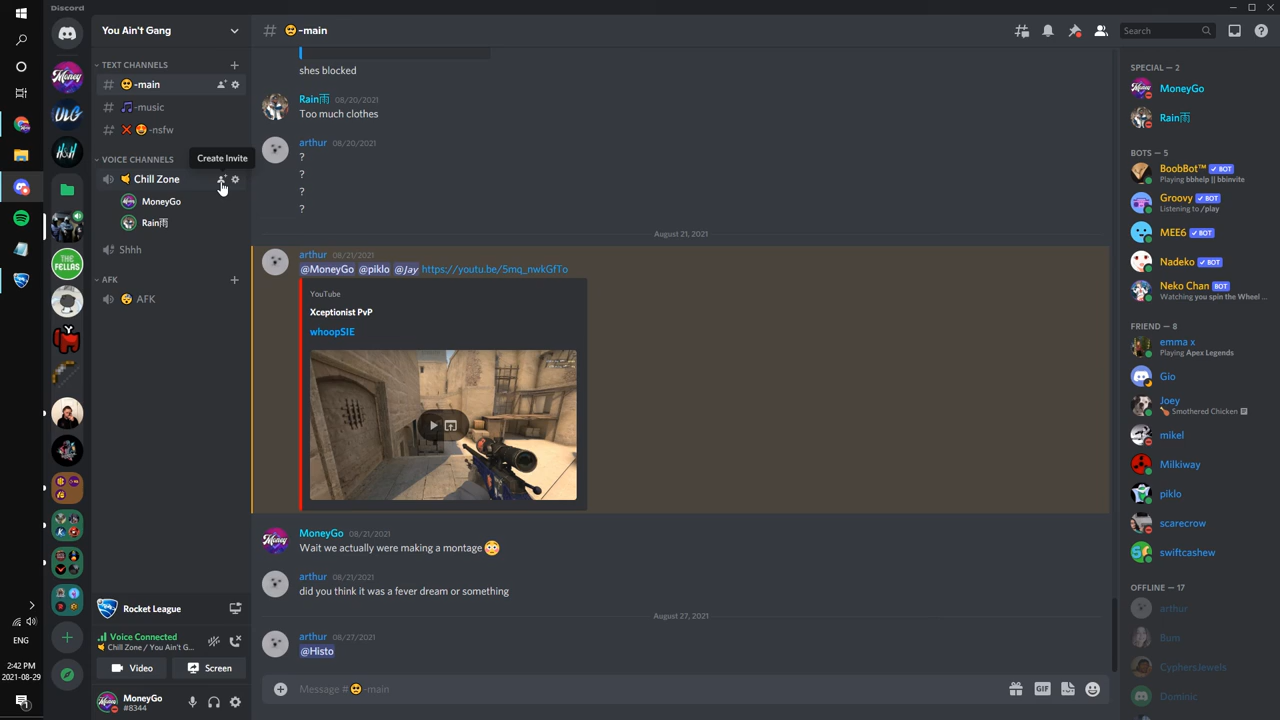 Discord
You Ain't Gang
TEXT CHANNELS
-main
-music
-nsfw
VOICE CHANNELS
Create Invite
Chill Zone
MoneyGo
Rain雨
Shhh
AFK
AFK
Rocket League
Voice Connected
Chill Zone / You Ain't G...
Video
Screen
MoneyGo
#8344
ENG
2:42 PM
2021-08-29
Money
ULG
H&H
THE FELLAS
# -main
Search
shes blocked
Rain雨 08/20/2021
Too much clothes
arthur 08/20/2021
?
?
?
?
August 21, 2021
arthur 08/21/2021
@MoneyGo @piklo @Jay https://youtu.be/5mq_nwkGfTo
YouTube
Xceptionist PvP
whoopSIE
MoneyGo 08/21/2021
Wait we actually were making a montage
arthur 08/21/2021
did you think it was a fever dream or something
August 27, 2021
arthur 08/27/2021
@Histo
Message # -main
GIF
SPECIAL — 2
MoneyGo
Rain雨
BOTS — 5
BoobBot™ BOT
Playing bbhelp || bbinvite
Groovy BOT
Listening to /play
MEE6 BOT
Nadeko BOT
Neko Chan BOT
Watching you spin the Wheel ...
FRIEND — 8
emma x
Playing Apex Legends
Gio
Joey
Smothered Chicken
mikel
Milkiway
piklo
scarecrow
swiftcashew
OFFLINE — 17
arthur
Bum
CyphersJewels
Dominic